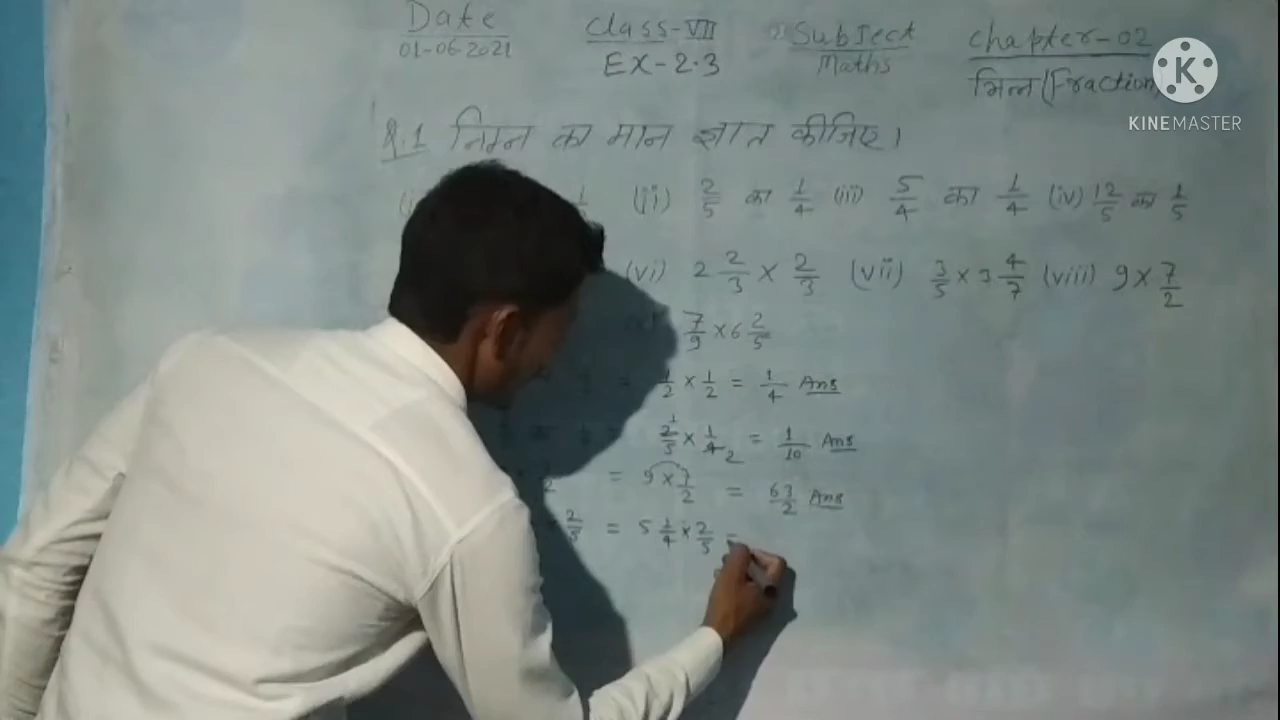 Date Class-VII Subject Chapter-02
01-06-2021 EX-2.3 Maths भिन्न (Fraction)
KINEMASTER
Q.1 निम्न का मान ज्ञात कीजिए।
(ii) 2/5 का 1/4 (iii) 5/4 का 1/4 (iv) 12/5 का 1/5
(vi) 2 2/3 × 2/3 (vii) 3/5 × 3 4/7 (viii) 9 × 7/2
7/9 × 6 2/5
= 1/2 × 1/2 = 1/4 Ans
2/5 × 1/4 2 = 1/10 Ans
= 9 × 7/2 = 63/2 Ans
2/5 = 5 1/4 × 2/5 =